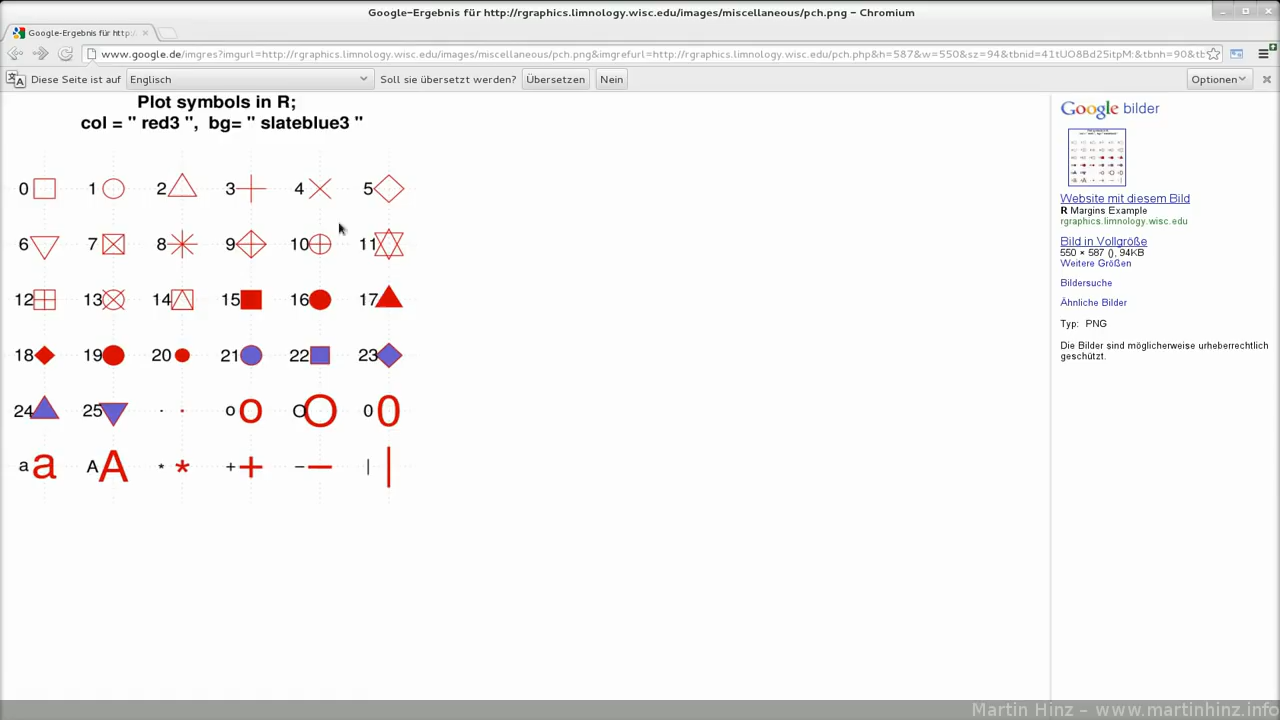 Google-Ergebnis für http://rgraphics.limnology.wisc.edu/images/miscellaneous/pch.png – Chromium
Google-Ergebnis für http:/
www.google.de/imgres?imgurl=http://rgraphics.limnology.wisc.edu/images/miscellaneous/pch.png&imgrefurl=http://rgraphics.limnology.wisc.edu/pch.php&h=587&w=550&sz=94&tbnid=41tUO8Bd25itpM:&tbnh=90&t
Diese Seite ist auf Englisch Soll sie übersetzt werden? Übersetzen Nein Optionen
Plot symbols in R;
col = " red3 ", bg= " slateblue3 "
0 1 2 3 4 5
6 7 8 9 10 11
12 13 14 15 16 17
18 19 20 21 22 23
24 25 . . o o O O 0 0
a a A A * * + + – – | |
Google bilder
Website mit diesem Bild
R Margins Example
rgraphics.limnology.wisc.edu
Bild in Vollgröße
550 × 587 (), 94KB
Weitere Größen
Bildersuche
Ähnliche Bilder
Typ: PNG
Die Bilder sind möglicherweise urheberrechtlich
geschützt.
Martin Hinz – www.martinhinz.info